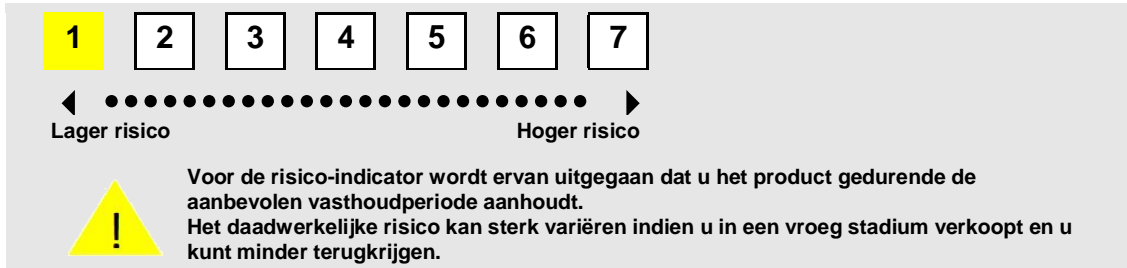 1 2 3 4 5 6 7
Lager risico Hoger risico
!
Voor de risico-indicator wordt ervan uitgegaan dat u het product gedurende de
aanbevolen vasthoudperiode aanhoudt.
Het daadwerkelijke risico kan sterk variëren indien u in een vroeg stadium verkoopt en u
kunt minder terugkrijgen.